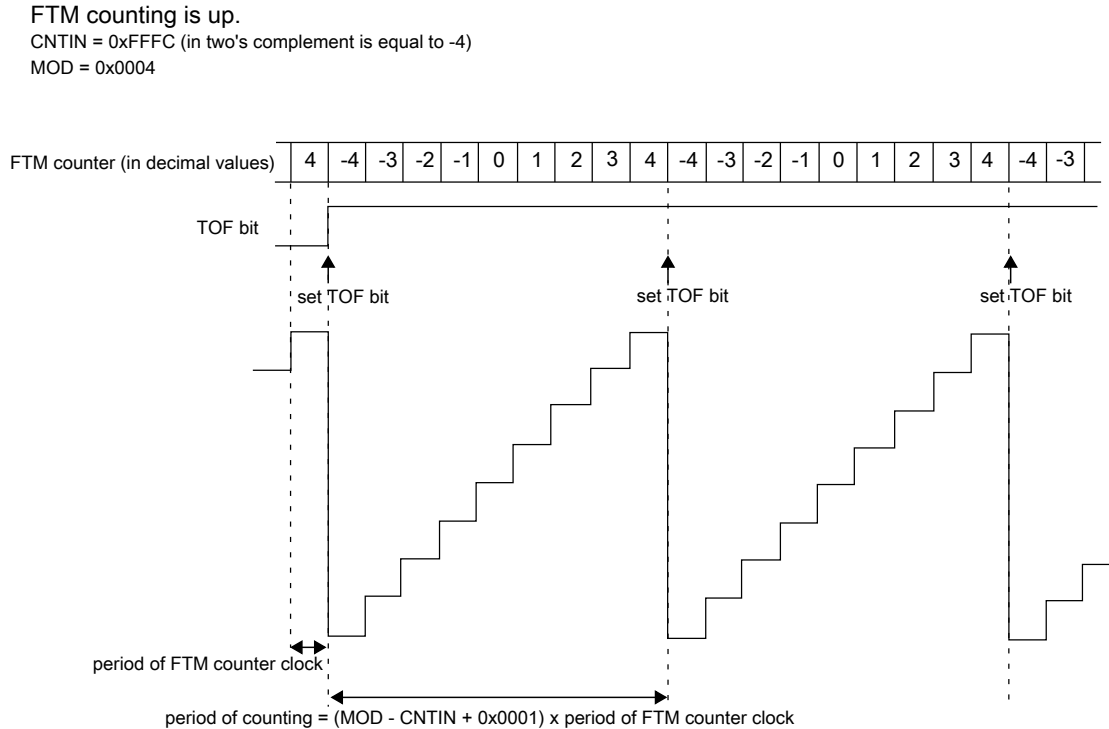 FTM counting is up.
CNTIN = 0xFFFC (in two's complement is equal to -4)
MOD = 0x0004
FTM counter (in decimal values) 4 -4 -3 -2 -1 0 1 2 3 4 -4 -3 -2 -1 0 1 2 3 4 -4 -3
TOF bit
set TOF bit set TOF bit set TOF bit
period of FTM counter clock
period of counting = (MOD - CNTIN + 0x0001) x period of FTM counter clock